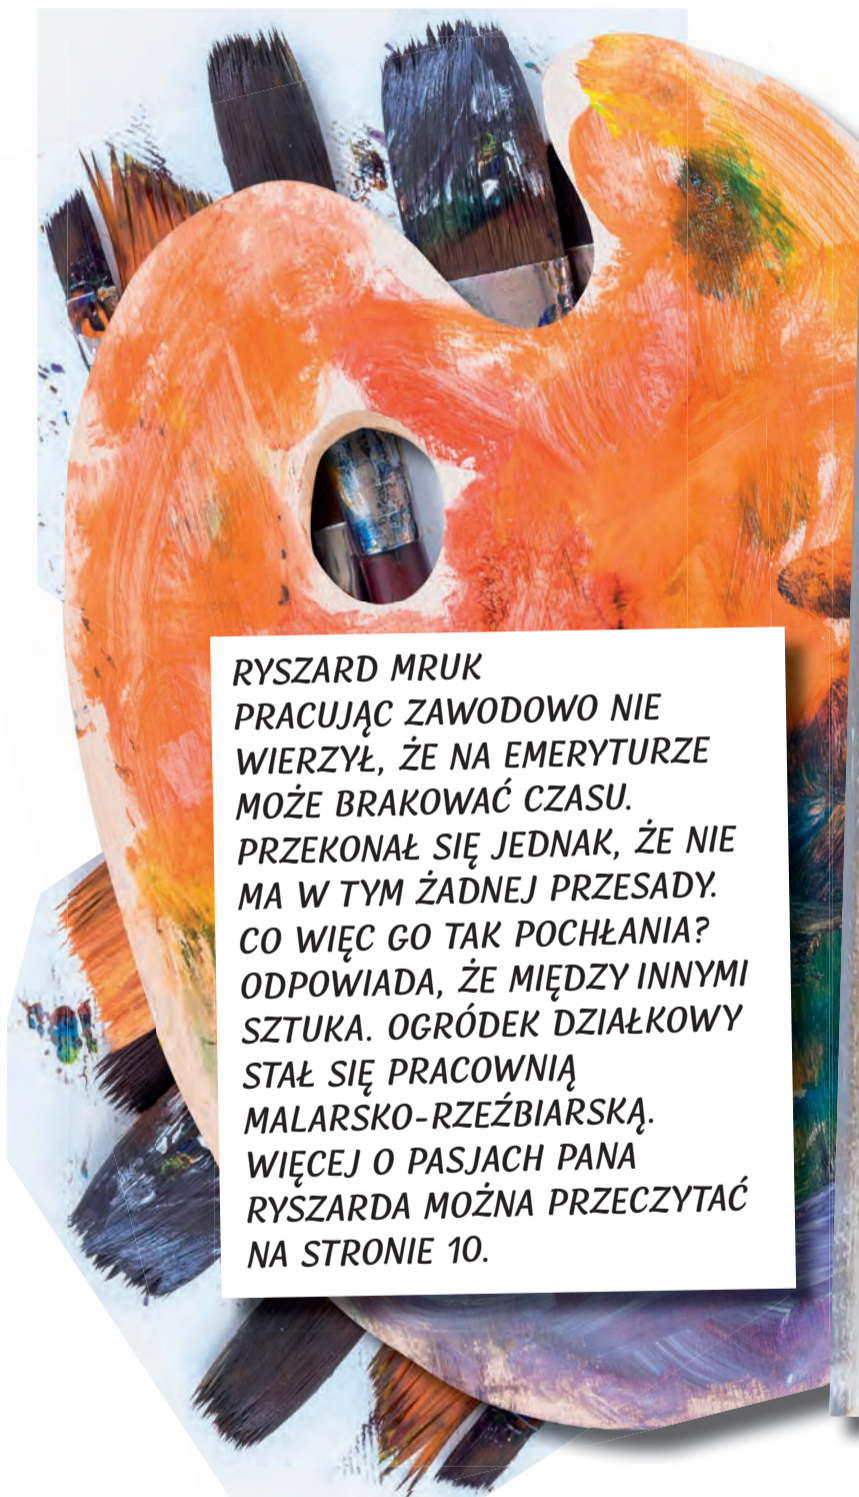 RYSZARD MRUK
PRACUJĄC ZAWODOWO NIE
WIERZYŁ, ŻE NA EMERYTURZE
MOŻE BRAKOWAĆ CZASU.
PRZEKONAŁ SIĘ JEDNAK, ŻE NIE
MA W TYM ŻADNEJ PRZESADY.
CO WIĘC GO TAK POCHŁANIA?
ODPOWIADA, ŻE MIĘDZY INNYMI
SZTUKA. OGRÓDEK DZIAŁKOWY
STAŁ SIĘ PRACOWNIĄ
MALARSKO-RZEŹBIARSKĄ.
WIĘCEJ O PASJACH PANA
RYSZARDA MOŻNA PRZECZYTAĆ
NA STRONIE 10.